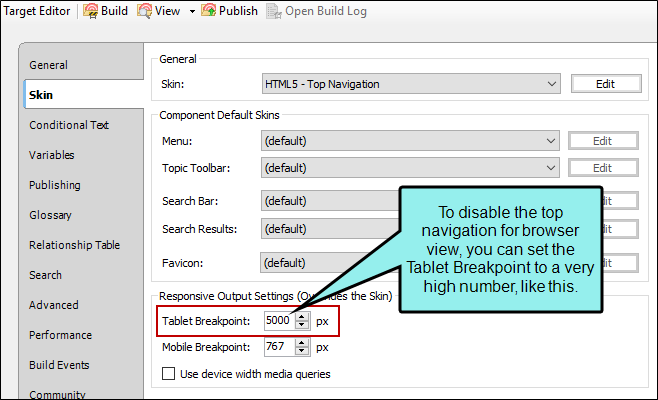 Target Editor Build View Publish Open Build Log
General
Skin
Conditional Text
Variables
Publishing
Glossary
Relationship Table
Search
Advanced
Performance
Build Events
Community
General
Skin: HTML5 - Top Navigation Edit
Component Default Skins
Menu: (default) Edit
Topic Toolbar: (default) Edit
Search Bar: (default)
Search Results: (default)
Favicon: (default)
To disable the top
navigation for browser
view, you can set the
Tablet Breakpoint to a very
high number, like this.
Responsive Output Settings (Overrides the Skin)
Tablet Breakpoint: 5000 px
Mobile Breakpoint: 767 px
Use device width media queries